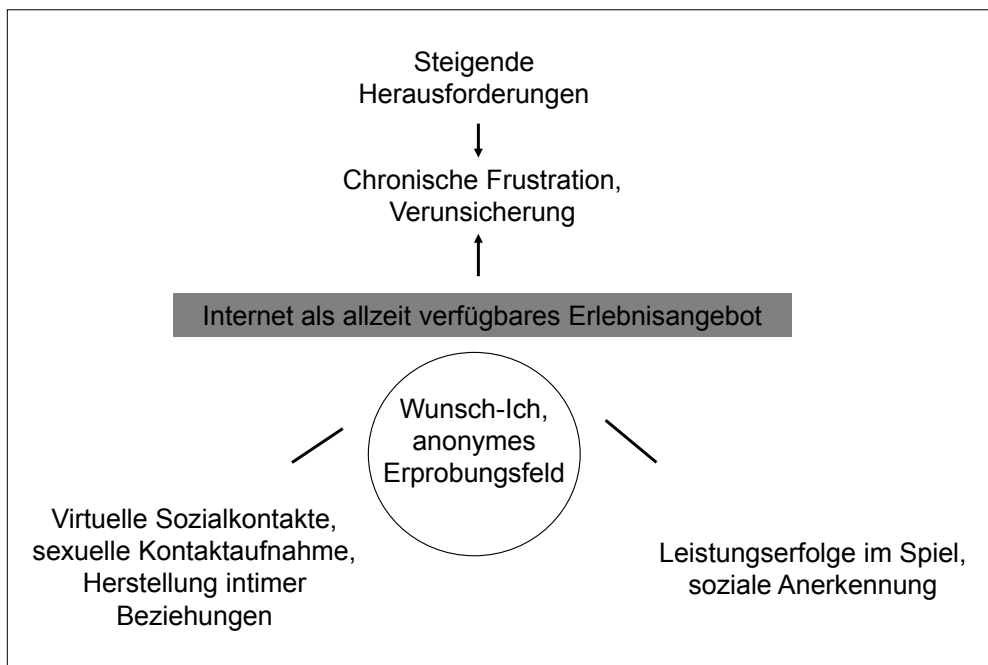 Steigende
Herausforderungen
Chronische Frustration,
Verunsicherung
Internet als allzeit verfügbares Erlebnisangebot
Wunsch-Ich,
anonymes
Erprobungsfeld
Virtuelle Sozialkontakte,
sexuelle Kontaktaufnahme,
Herstellung intimer
Beziehungen
Leistungserfolge im Spiel,
soziale Anerkennung